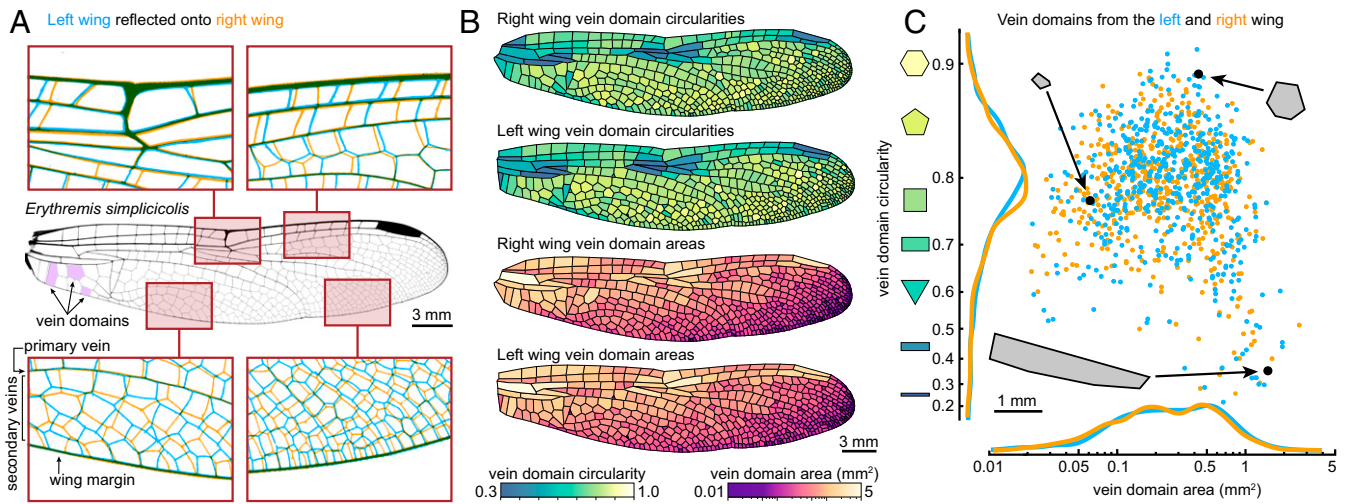 A
Left wing reflected onto right wing
Erythremis simplicicolis
vein domains
3 mm
primary vein
secondary veins
wing margin
B
Right wing vein domain circularities
Left wing vein domain circularities
Right wing vein domain areas
Left wing vein domain areas
3 mm
vein domain circularity
0.3 1.0
vein domain area (mm²)
0.01 5
C
Vein domains from the left and right wing
vein domain circularity
0.9
0.8
0.7
0.6
0.5
0.4
0.3
0.2
1 mm
0.01 0.05 0.1 0.5 1 5
vein domain area (mm²)